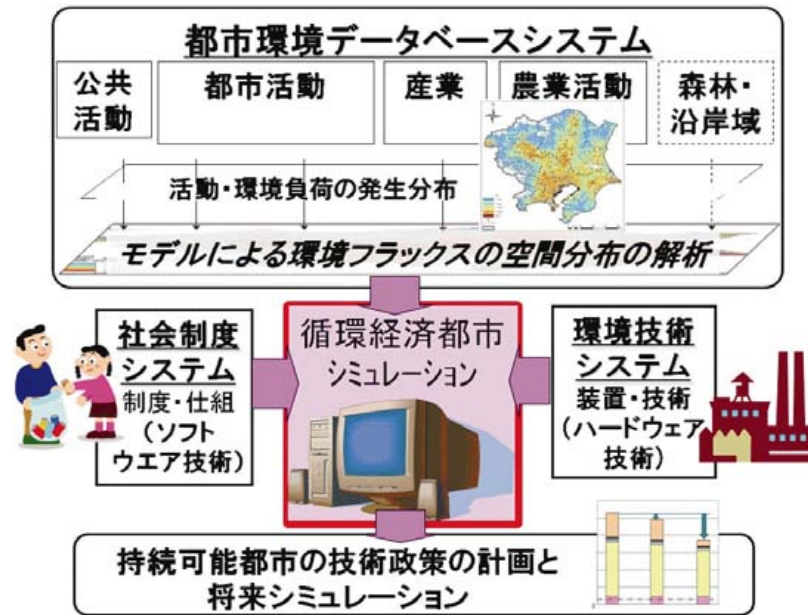 都市環境データベースシステム
公共
活動
都市活動
産業
農業活動
森林・
沿岸域
活動・環境負荷の発生分布
モデルによる環境フラックスの空間分布の解析
社会制度
システム
制度・仕組
(ソフト
ウエア技術)
循環経済都市
シミュレーション
環境技術
システム
装置・技術
(ハードウェア
技術)
持続可能都市の技術政策の計画と
将来シミュレーション